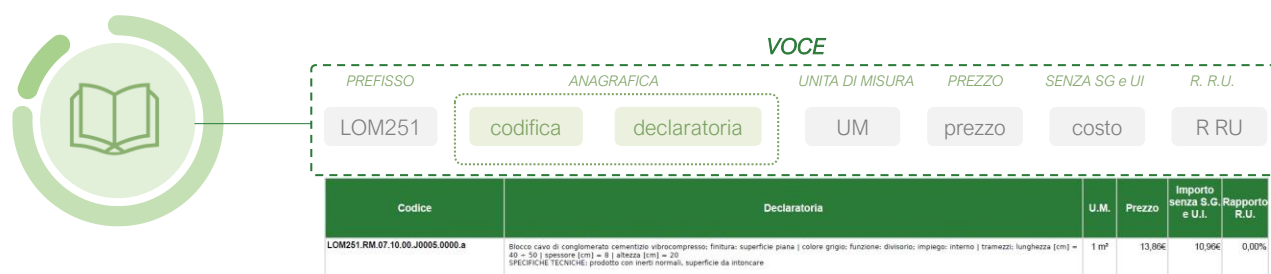 VOCE
PREFISSO ANAGRAFICA UNITA DI MISURA PREZZO SENZA SG e UI R. R.U.
LOM251 codifica declaratoria UM prezzo costo R RU
Codice Declaratoria U.M. Prezzo Importo senza S.G. e U.I. Rapporto R.U.
LOM251.RM.07.10.00.J0005.0000.a Blocco cavo di conglomerato cementizio vibrocompresso; finitura: superficie piana | colore grigio; funzione: divisorio; impiego: interno | tramezzi; lunghezza [cm] = 1 m² 13,86€ 10,96€ 0,00%
40 ÷ 50 | spessore [cm] = 8 | altezza [cm] = 20
SPECIFICHE TECNICHE: prodotto con inerti normali, superficie da intoncare